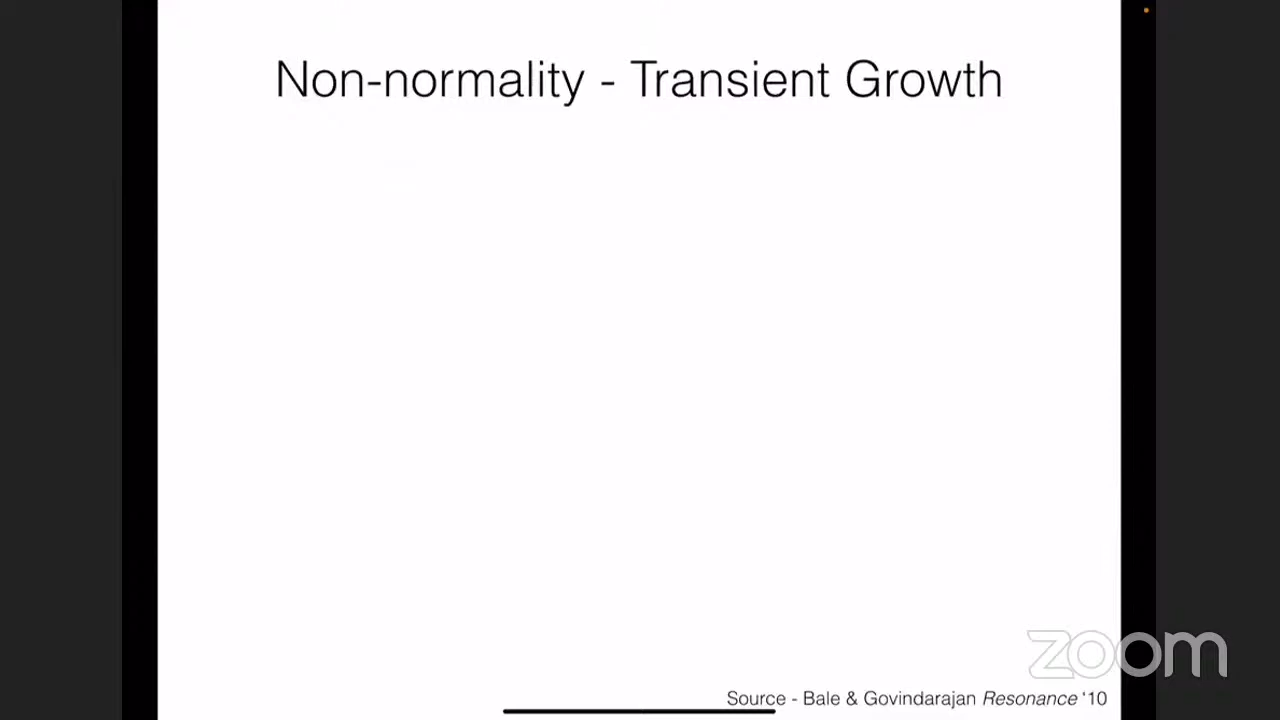 Non-normality - Transient Growth
zoom
Source - Bale & Govindarajan Resonance '10